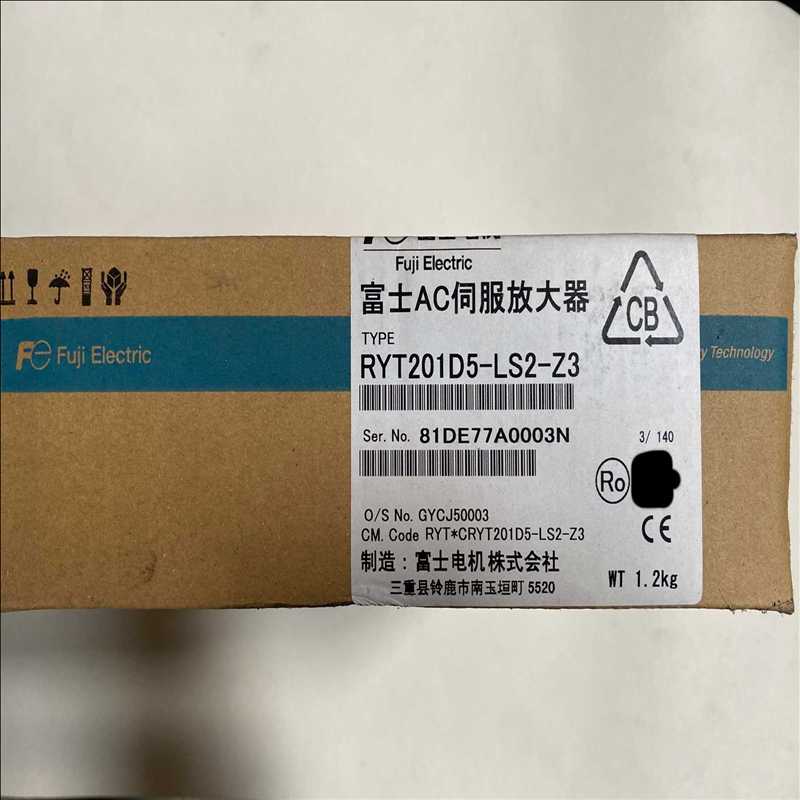 Fuji Electric
富士AC伺服放大器
CB
TYPE
RYT201D5-LS2-Z3
Fuji Electric
y Technology
Ser. No. 81DE77A0003N
3/ 140
Ro
O/S No. GYCJ50003
CM. Code RYT*CRYT201D5-LS2-Z3
CE
制造：富士电机株式会社
三重县铃鹿市南玉垣町 5520
WT 1.2kg